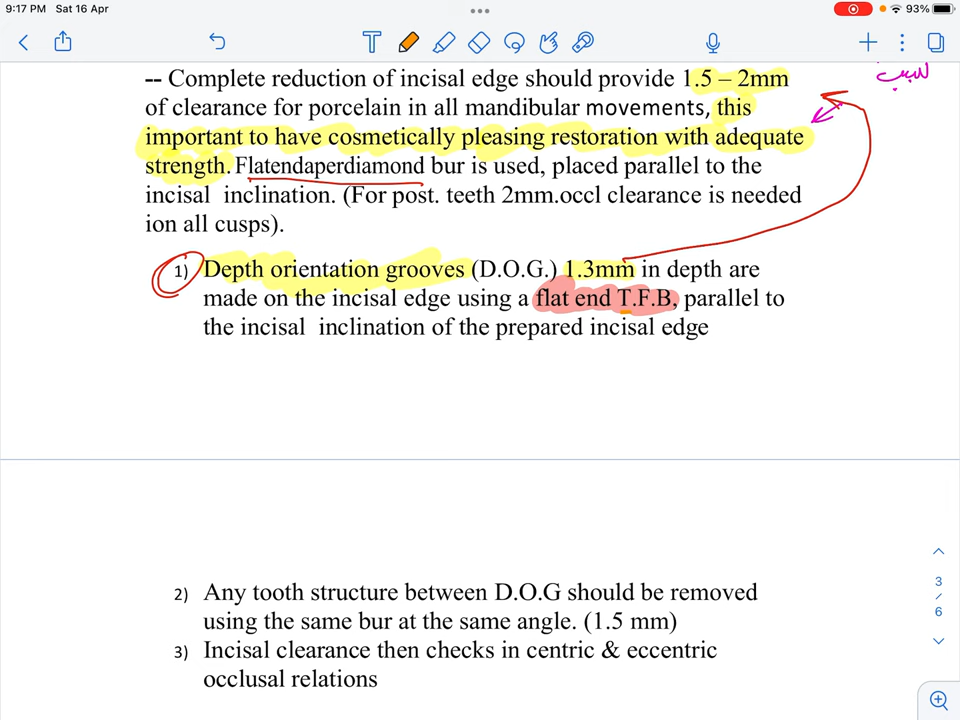 9:17 PM Sat 16 Apr
93%
للسبب
-- Complete reduction of incisal edge should provide 1.5 – 2mm
of clearance for porcelain in all mandibular movements, this
important to have cosmetically pleasing restoration with adequate
strength. Flatendaperdiamond bur is used, placed parallel to the
incisal inclination. (For post. teeth 2mm.occl clearance is needed
ion all cusps).
1) Depth orientation grooves (D.O.G.) 1.3mm in depth are
made on the incisal edge using a flat end T.F.B, parallel to
the incisal inclination of the prepared incisal edge
3
/
6
2) Any tooth structure between D.O.G should be removed
using the same bur at the same angle. (1.5 mm)
3) Incisal clearance then checks in centric & eccentric
occlusal relations